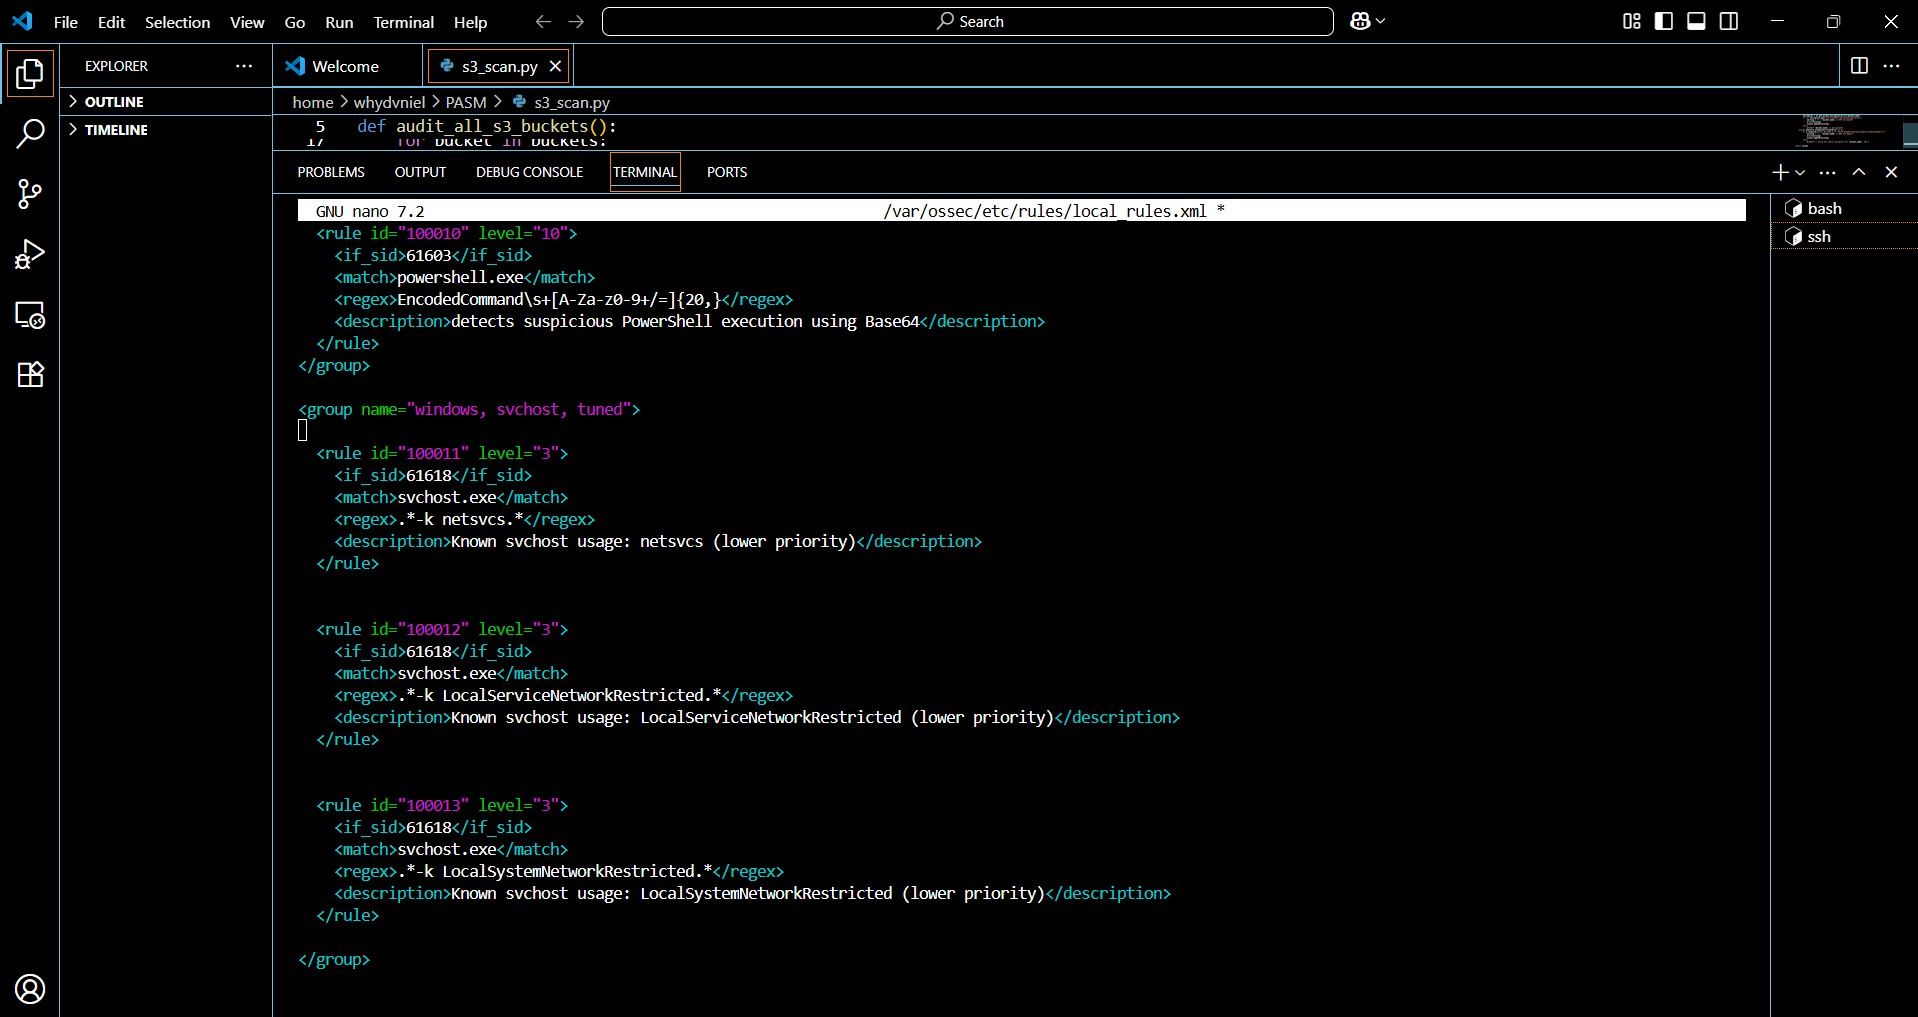 File Edit Selection View Go Run Terminal Help Search
EXPLORER
Welcome s3_scan.py
OUTLINE
TIMELINE
home > whydvniel > PASM > s3_scan.py
5 def audit_all_s3_buckets():
17 for bucket in buckets:
PROBLEMS OUTPUT DEBUG CONSOLE TERMINAL PORTS
bash
ssh
GNU nano 7.2 /var/ossec/etc/rules/local_rules.xml *
<rule id="100010" level="10">
<if_sid>61603</if_sid>
<match>powershell.exe</match>
<regex>EncodedCommand\s+[A-Za-z0-9+/=]{20,}</regex>
<description>detects suspicious PowerShell execution using Base64</description>
</rule>
</group>
<group name="windows, svchost, tuned">
<rule id="100011" level="3">
<if_sid>61618</if_sid>
<match>svchost.exe</match>
<regex>.*-k netsvcs.*</regex>
<description>Known svchost usage: netsvcs (lower priority)</description>
</rule>
<rule id="100012" level="3">
<if_sid>61618</if_sid>
<match>svchost.exe</match>
<regex>.*-k LocalServiceNetworkRestricted.*</regex>
<description>Known svchost usage: LocalServiceNetworkRestricted (lower priority)</description>
</rule>
<rule id="100013" level="3">
<if_sid>61618</if_sid>
<match>svchost.exe</match>
<regex>.*-k LocalSystemNetworkRestricted.*</regex>
<description>Known svchost usage: LocalSystemNetworkRestricted (lower priority)</description>
</rule>
</group>